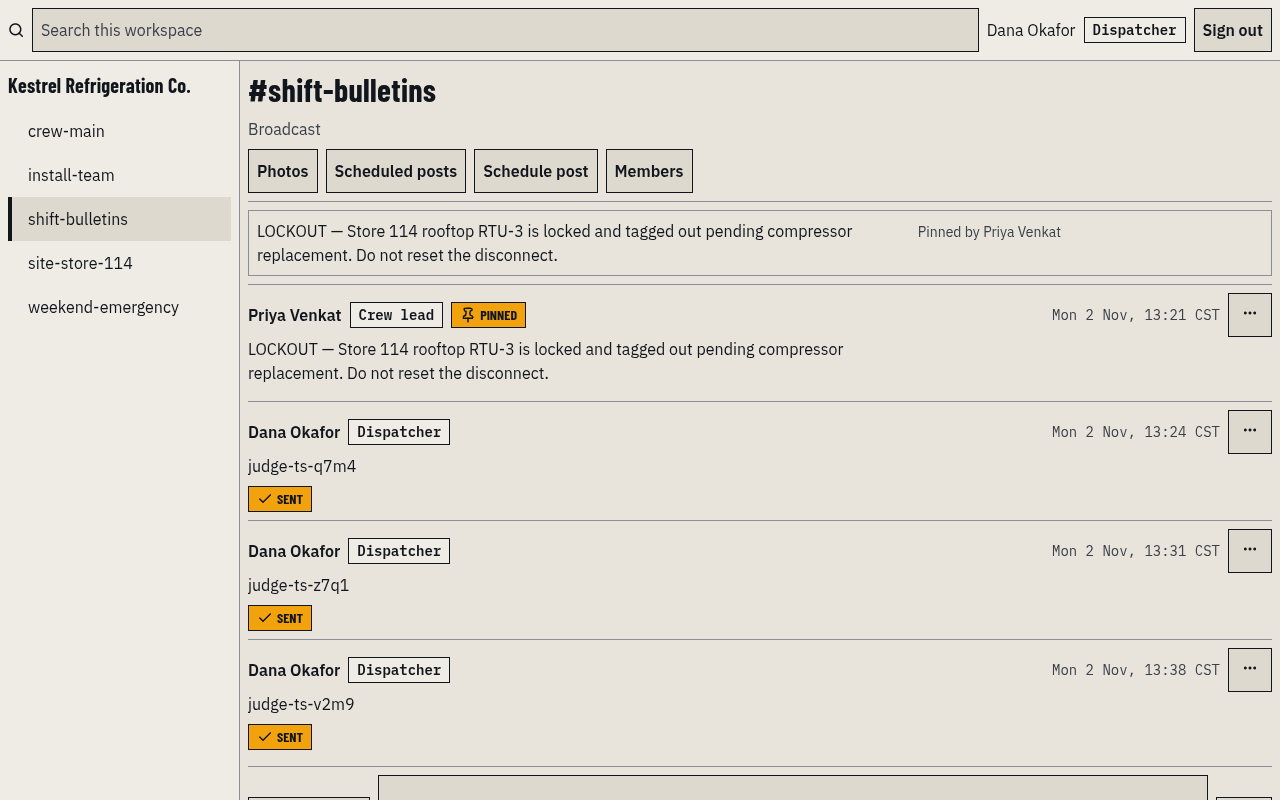 Search this workspace
Dana Okafor
Dispatcher
Sign out
Kestrel Refrigeration Co.
crew-main
install-team
shift-bulletins
site-store-114
weekend-emergency
#shift-bulletins
Broadcast
Photos
Scheduled posts
Schedule post
Members
LOCKOUT — Store 114 rooftop RTU-3 is locked and tagged out pending compressor
replacement. Do not reset the disconnect.
Pinned by Priya Venkat
Priya Venkat
Crew lead
PINNED
Mon 2 Nov, 13:21 CST
LOCKOUT — Store 114 rooftop RTU-3 is locked and tagged out pending compressor
replacement. Do not reset the disconnect.
Dana Okafor
Dispatcher
Mon 2 Nov, 13:24 CST
judge-ts-q7m4
SENT
Dana Okafor
Dispatcher
Mon 2 Nov, 13:31 CST
judge-ts-z7q1
SENT
Dana Okafor
Dispatcher
Mon 2 Nov, 13:38 CST
judge-ts-v2m9
SENT